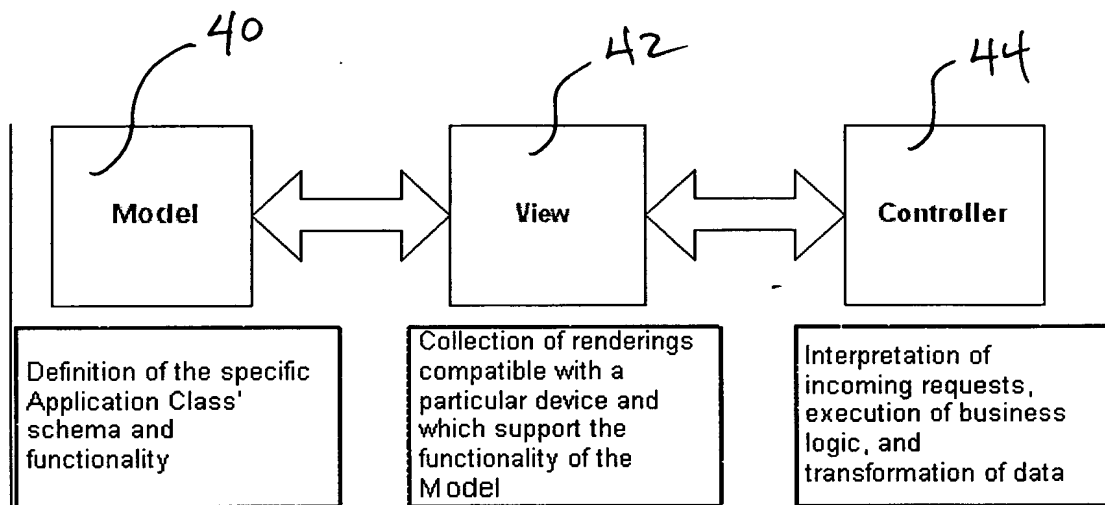 40
42
44
Model
View
Controller
Definition of the specific
Application Class'
schema and
functionality
Collection of renderings
compatible with a
particular device and
which support the
functionality of the
Model
Interpretation of
incoming requests,
execution of business
logic, and
transformation of data